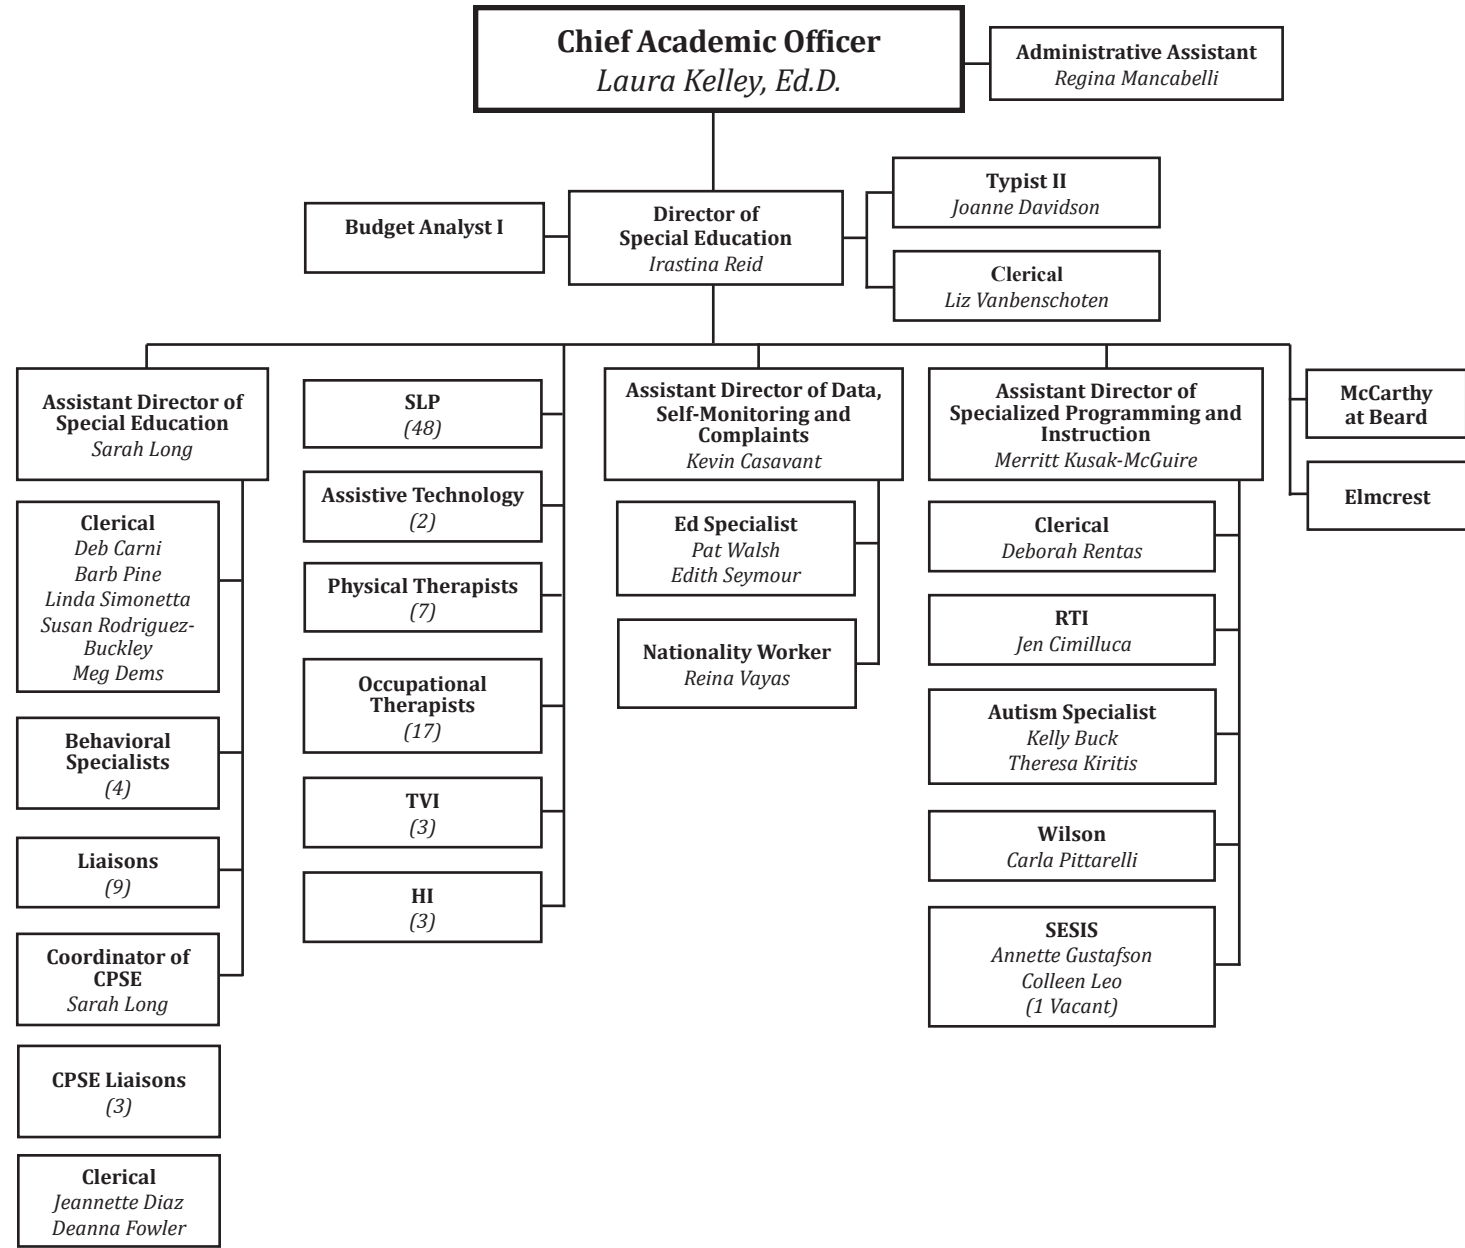 Chief Academic Officer
Laura Kelley, Ed.D.
Administrative Assistant
Regina Mancabelli
Typist II
Joanne Davidson
Budget Analyst I
Director of
Special Education
Irastina Reid
Clerical
Liz Vanbenschoten
Assistant Director of
Special Education
Sarah Long
Clerical
Deb Carni
Barb Pine
Linda Simonetta
Susan Rodriguez-
Buckley
Meg Dems
Behavioral
Specialists
(4)
Liaisons
(9)
Coordinator of
CPSE
Sarah Long
CPSE Liaisons
(3)
Clerical
Jeannette Diaz
Deanna Fowler
SLP
(48)
Assistive Technology
(2)
Physical Therapists
(7)
Occupational
Therapists
(17)
TVI
(3)
HI
(3)
Assistant Director of Data,
Self-Monitoring and
Complaints
Kevin Casavant
Ed Specialist
Pat Walsh
Edith Seymour
Nationality Worker
Reina Vayas
Assistant Director of
Specialized Programming and
Instruction
Merritt Kusak-McGuire
Clerical
Deborah Rentas
RTI
Jen Cimilluca
Autism Specialist
Kelly Buck
Theresa Kiritis
Wilson
Carla Pittarelli
SESIS
Annette Gustafson
Colleen Leo
(1 Vacant)
McCarthy
at Beard
Elmcrest